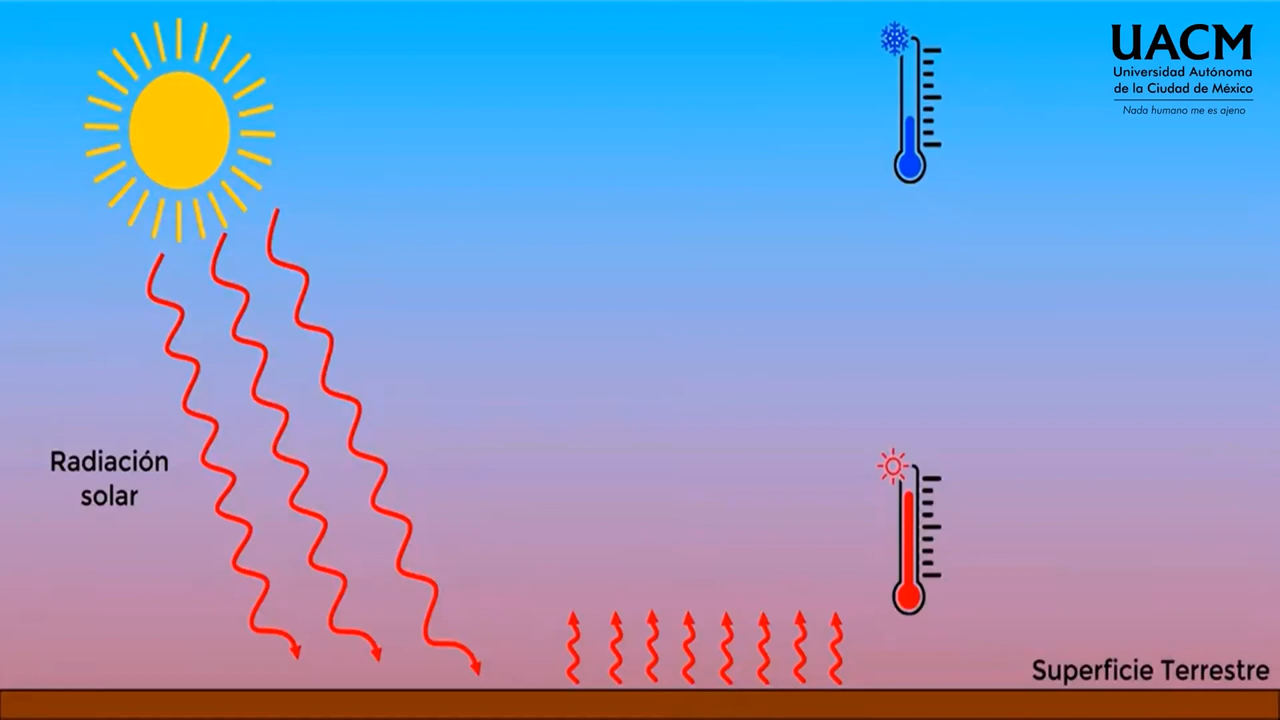 UACM
Universidad Autónoma
de la Ciudad de México
Nada humano me es ajeno
Radiación
solar
Superficie Terrestre